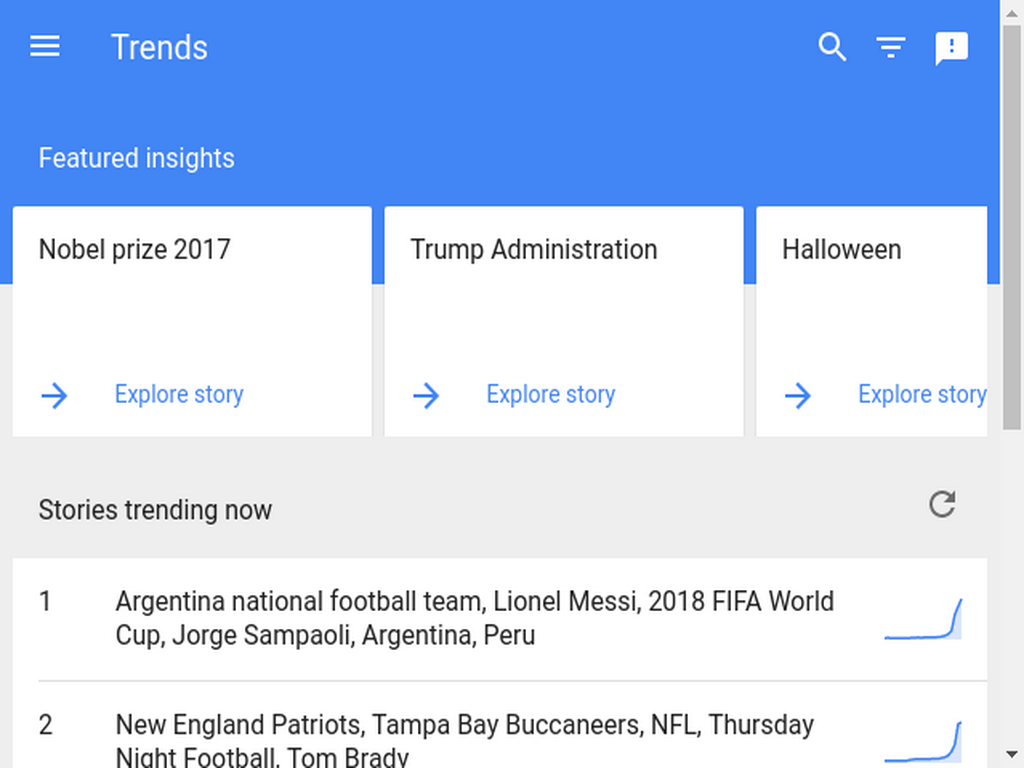 Trends
Featured insights
Nobel prize 2017
Trump Administration
Halloween
Explore story
Explore story
Explore story
Stories trending now
1
Argentina national football team, Lionel Messi, 2018 FIFA World
Cup, Jorge Sampaoli, Argentina, Peru
2
New England Patriots, Tampa Bay Buccaneers, NFL, Thursday
Night Football, Tom Brady